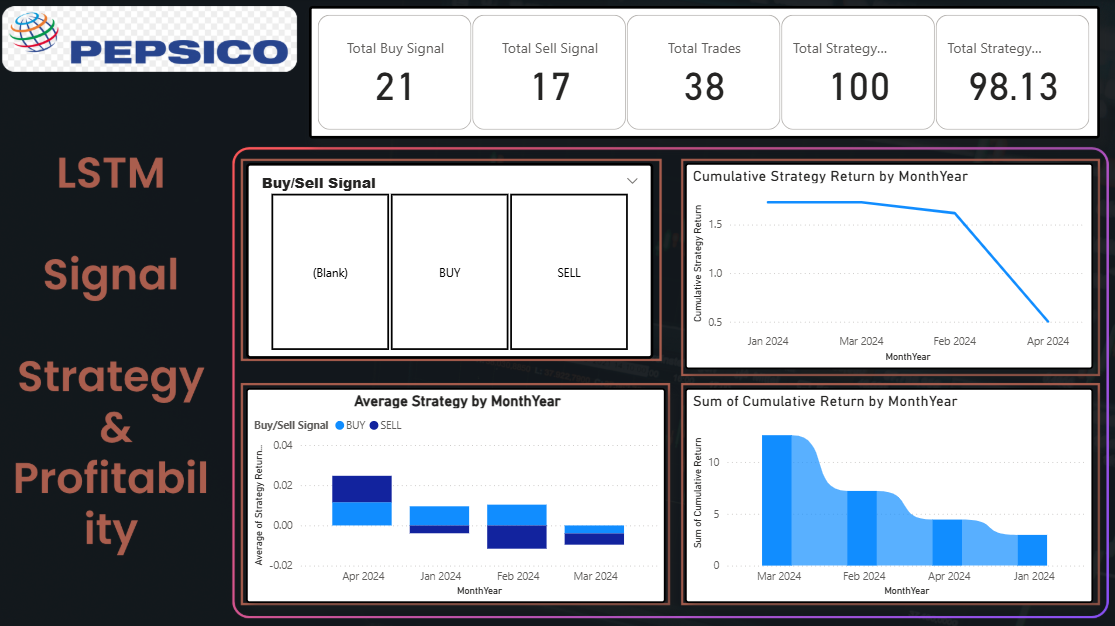 PEPSICO
Total Buy Signal
21
Total Sell Signal
17
Total Trades
38
Total Strategy...
100
Total Strategy...
98.13
LSTM
Signal
Strategy
&
Profitabil
ity
Buy/Sell Signal
(Blank)
BUY
SELL
Cumulative Strategy Return by MonthYear
Cumulative Strategy Return
1.5
1.0
0.5
Jan 2024
Mar 2024
Feb 2024
Apr 2024
MonthYear
Average Strategy by MonthYear
Buy/Sell Signal BUY SELL
Average of Strategy Return...
0.04
0.02
0.00
-0.02
Apr 2024
Jan 2024
Feb 2024
Mar 2024
MonthYear
Sum of Cumulative Return by MonthYear
Sum of Cumulative Return
10
5
0
Mar 2024
Feb 2024
Apr 2024
Jan 2024
MonthYear